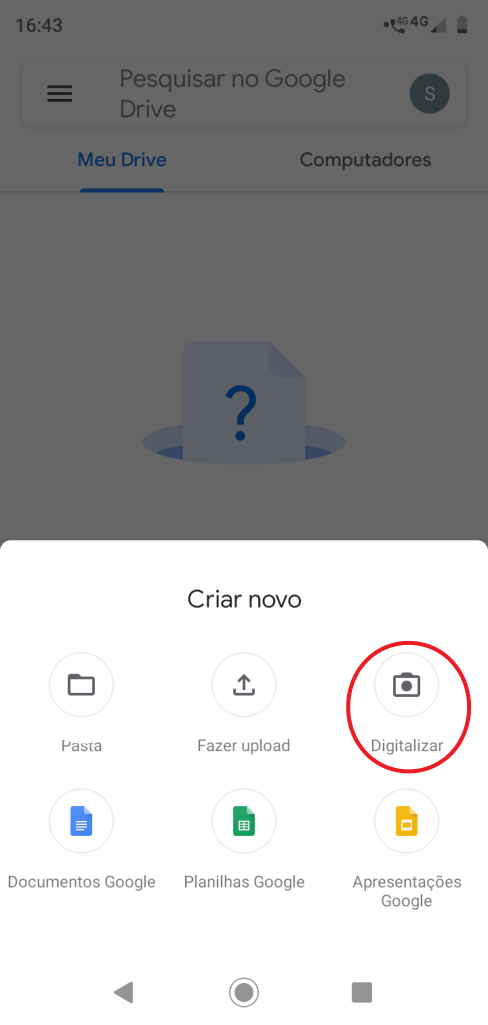 16:43
4G 4G
Pesquisar no Google
Drive
S
Meu Drive
Computadores
?
Criar novo
Pasta
Fazer upload
Digitalizar
Documentos Google
Planilhas Google
Apresentações
Google